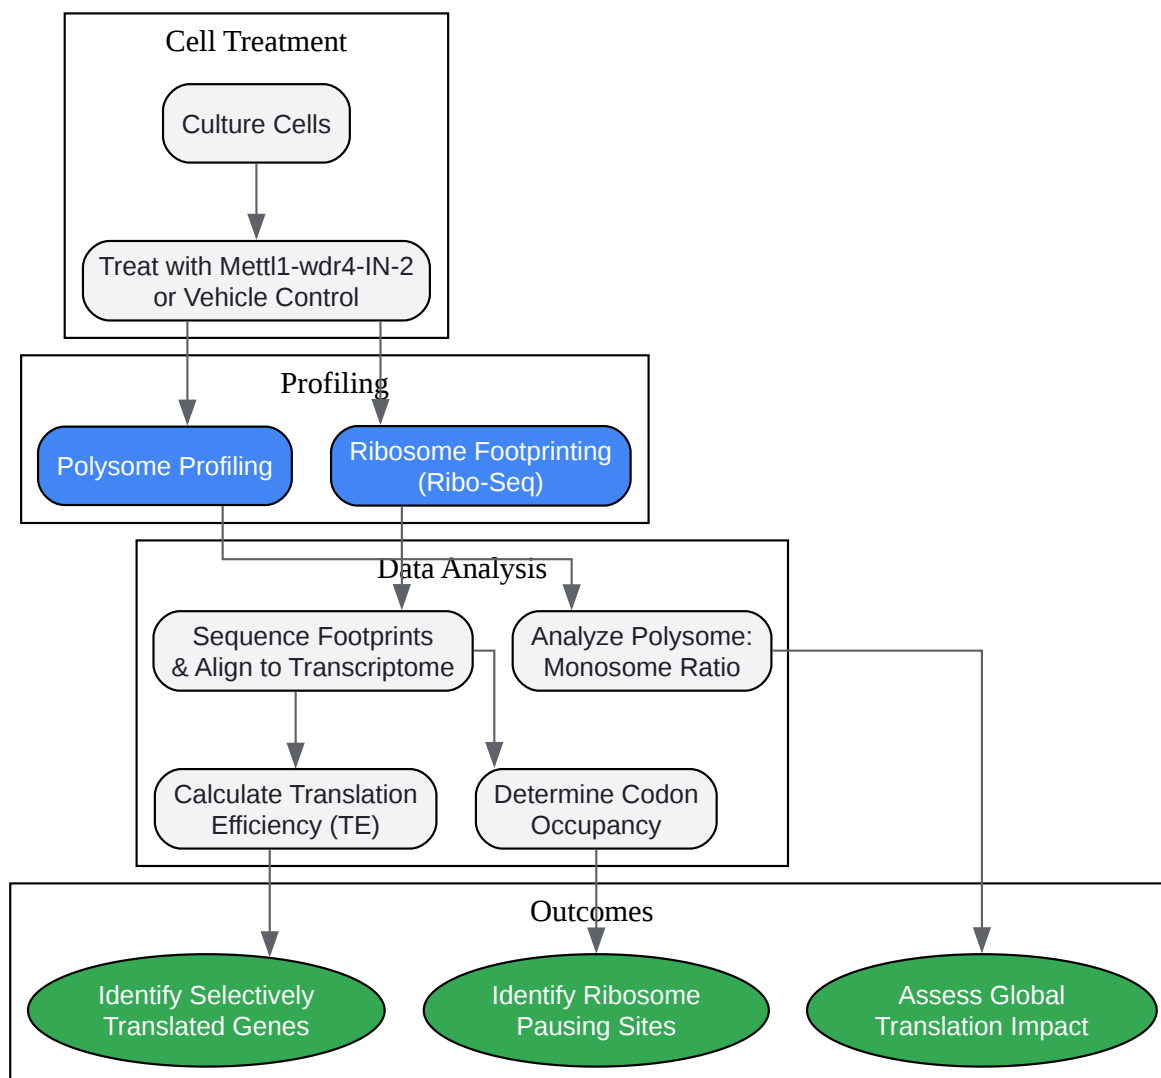 Cell Treatment
Culture Cells
Treat with Mettl1-wdr4-IN-2
or Vehicle Control
Profiling
Polysome Profiling
Ribosome Footprinting
(Ribo-Seq)
Data Analysis
Sequence Footprints
& Align to Transcriptome
Analyze Polysome:
Monosome Ratio
Calculate Translation
Efficiency (TE)
Determine Codon
Occupancy
Outcomes
Identify Selectively
Translated Genes
Identify Ribosome
Pausing Sites
Assess Global
Translation Impact